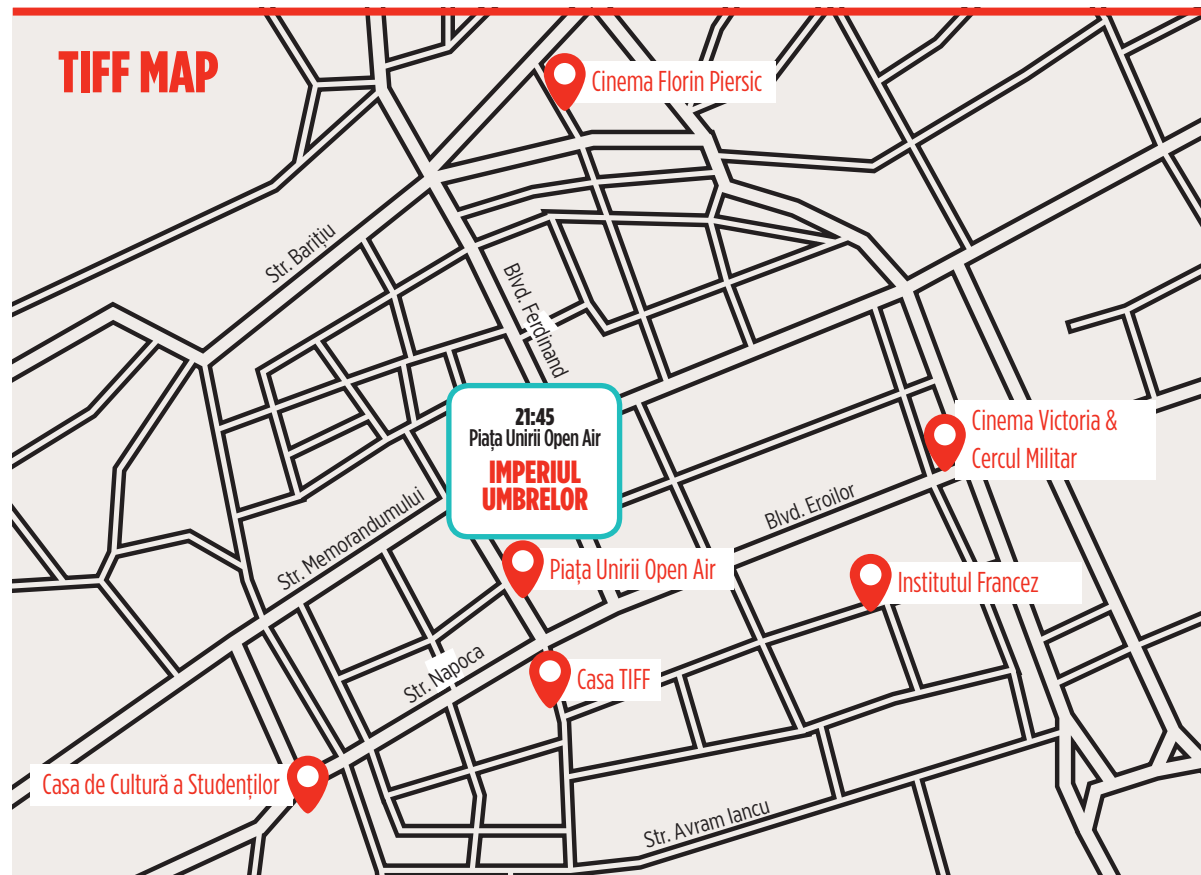 TIFF MAP
Cinema Florin Piersic
Str. Barițiu
Blvd. Ferdinand
21:45
Piața Unirii Open Air
IMPERIUL
UMBRELOR
Cinema Victoria &
Cercul Militar
Str. Memorandumului
Blvd. Eroilor
Piața Unirii Open Air
Institutul Francez
Str. Napoca
Casa TIFF
Casa de Cultură a Studenților
Str. Avram Iancu